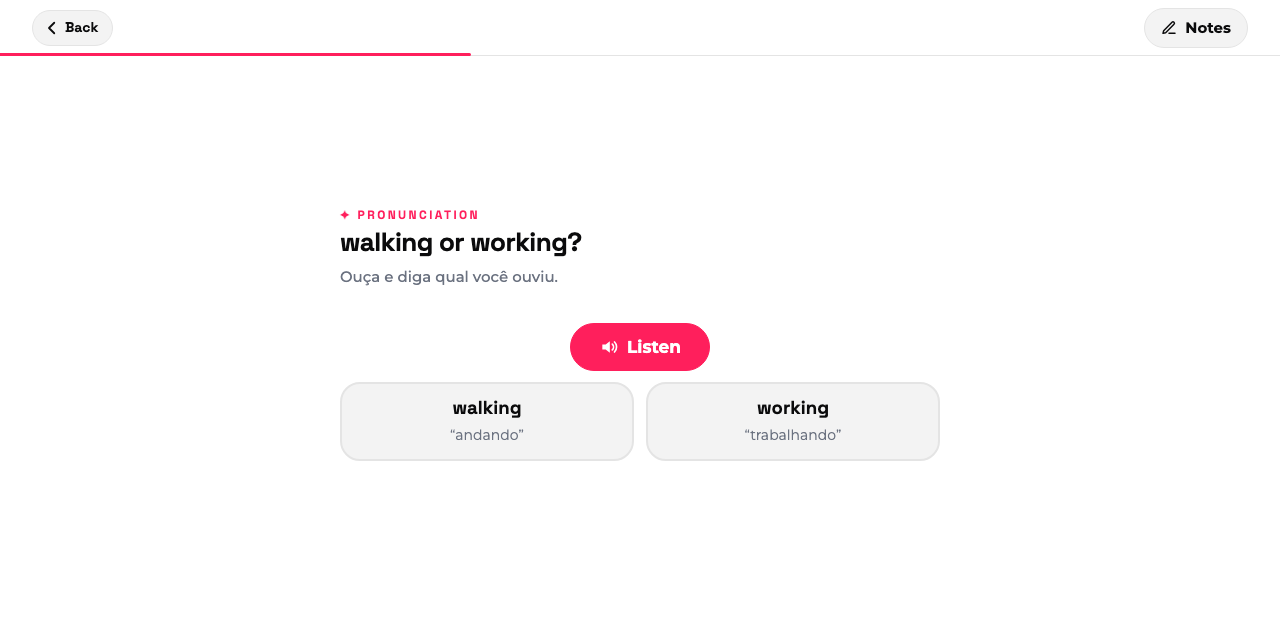 Back
Notes
✦ PRONUNCIATION
walking or working?
Ouça e diga qual você ouviu.
Listen
walking
“andando”
working
“trabalhando”